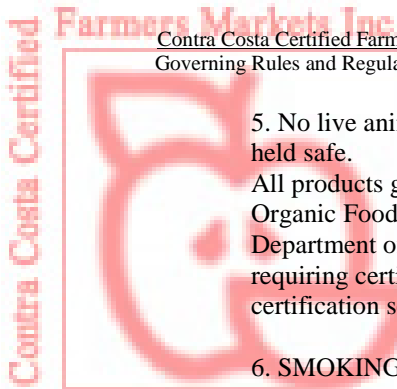 Farmers Markets Inc
Contra Costa Certified
Contra Costa Certified Farm
Governing Rules and Regula
5. No live ani
held safe.
All products g
Organic Food
Department o
requiring certi
certification s
6. SMOKING